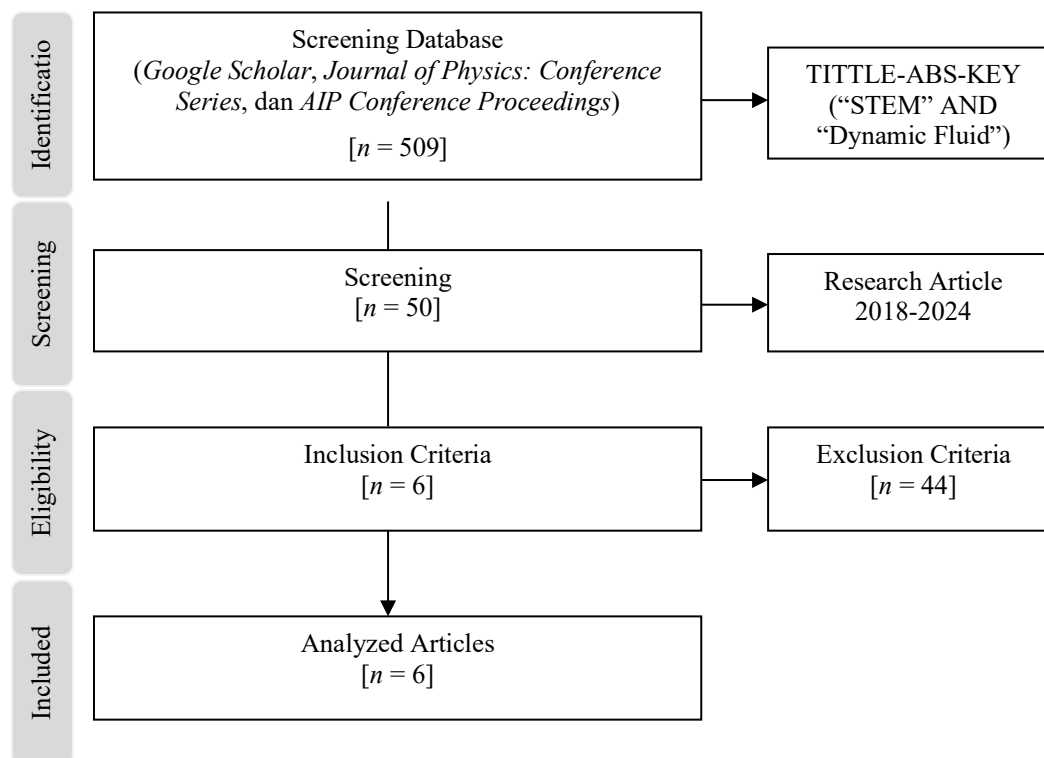 Identificatio
Screening Database
(Google Scholar, Journal of Physics: Conference
Series, dan AIP Conference Proceedings)
[n = 509]
TITTLE-ABS-KEY
(“STEM” AND
“Dynamic Fluid”)
Screening
Screening
[n = 50]
Research Article
2018-2024
Eligibility
Inclusion Criteria
[n = 6]
Exclusion Criteria
[n = 44]
Included
Analyzed Articles
[n = 6]